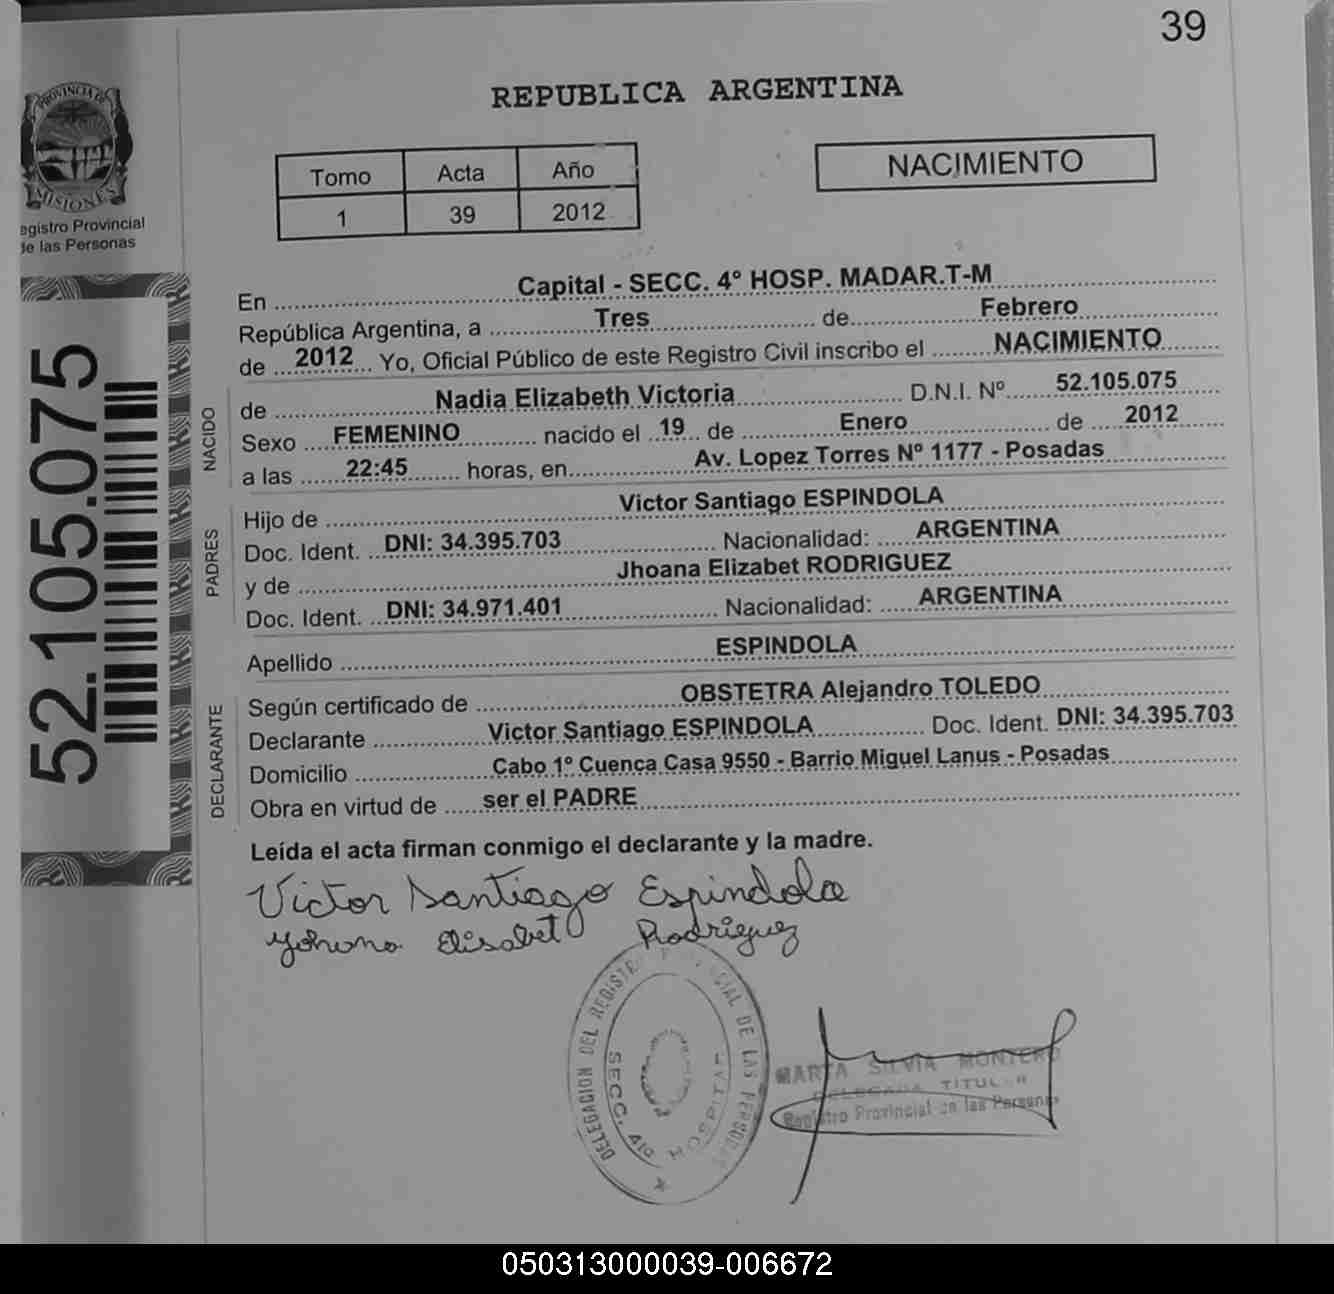 39
PROVINCIA DE
MISIONES
egistro Provincial
de las Personas
52.105.075
REPUBLICA ARGENTINA
Tomo Acta Año
1 39 2012
NACIMIENTO
En ........ Capital - SECC. 4° HOSP. MADAR.T-M
República Argentina, a ........ Tres ........ de ........ Febrero
de ... 2012 ... Yo, Oficial Público de este Registro Civil inscribo el ........ NACIMIENTO
NACIDO
de ........ Nadia Elizabeth Victoria ........ D.N.I. Nº ...... 52.105.075
Sexo .... FEMENINO ........ nacido el .. 19 .. de ........ Enero ........ de .... 2012
a las ...... 22:45 ........ horas, en ........ Av. Lopez Torres Nº 1177 - Posadas
PADRES
Hijo de ........ Victor Santiago ESPINDOLA
Doc. Ident. .. DNI: 34.395.703 ........ Nacionalidad: .... ARGENTINA
y de ........ Jhoana Elizabet RODRIGUEZ
Doc. Ident. .. DNI: 34.971.401 ........ Nacionalidad: .... ARGENTINA
Apellido ........ ESPINDOLA
DECLARANTE
Según certificado de ........ OBSTETRA Alejandro TOLEDO
Declarante ........ Victor Santiago ESPINDOLA ........ Doc. Ident. DNI: 34.395.703
Domicilio ........ Cabo 1º Cuenca Casa 9550 - Barrio Miguel Lanus - Posadas
Obra en virtud de ..... ser el PADRE
Leída el acta firman conmigo el declarante y la madre.
Victor Santiago Espindola
Yohana Elisabet Rodriguez
DELEGACION DEL REGISTRO PROVINCIAL DE LAS PERSONAS
SECC. 4ta HOSPITAL
MARTA SILVIA MONTERO
DELEGADA TITULAR
Registro Provincial de las Personas
050313000039-006672